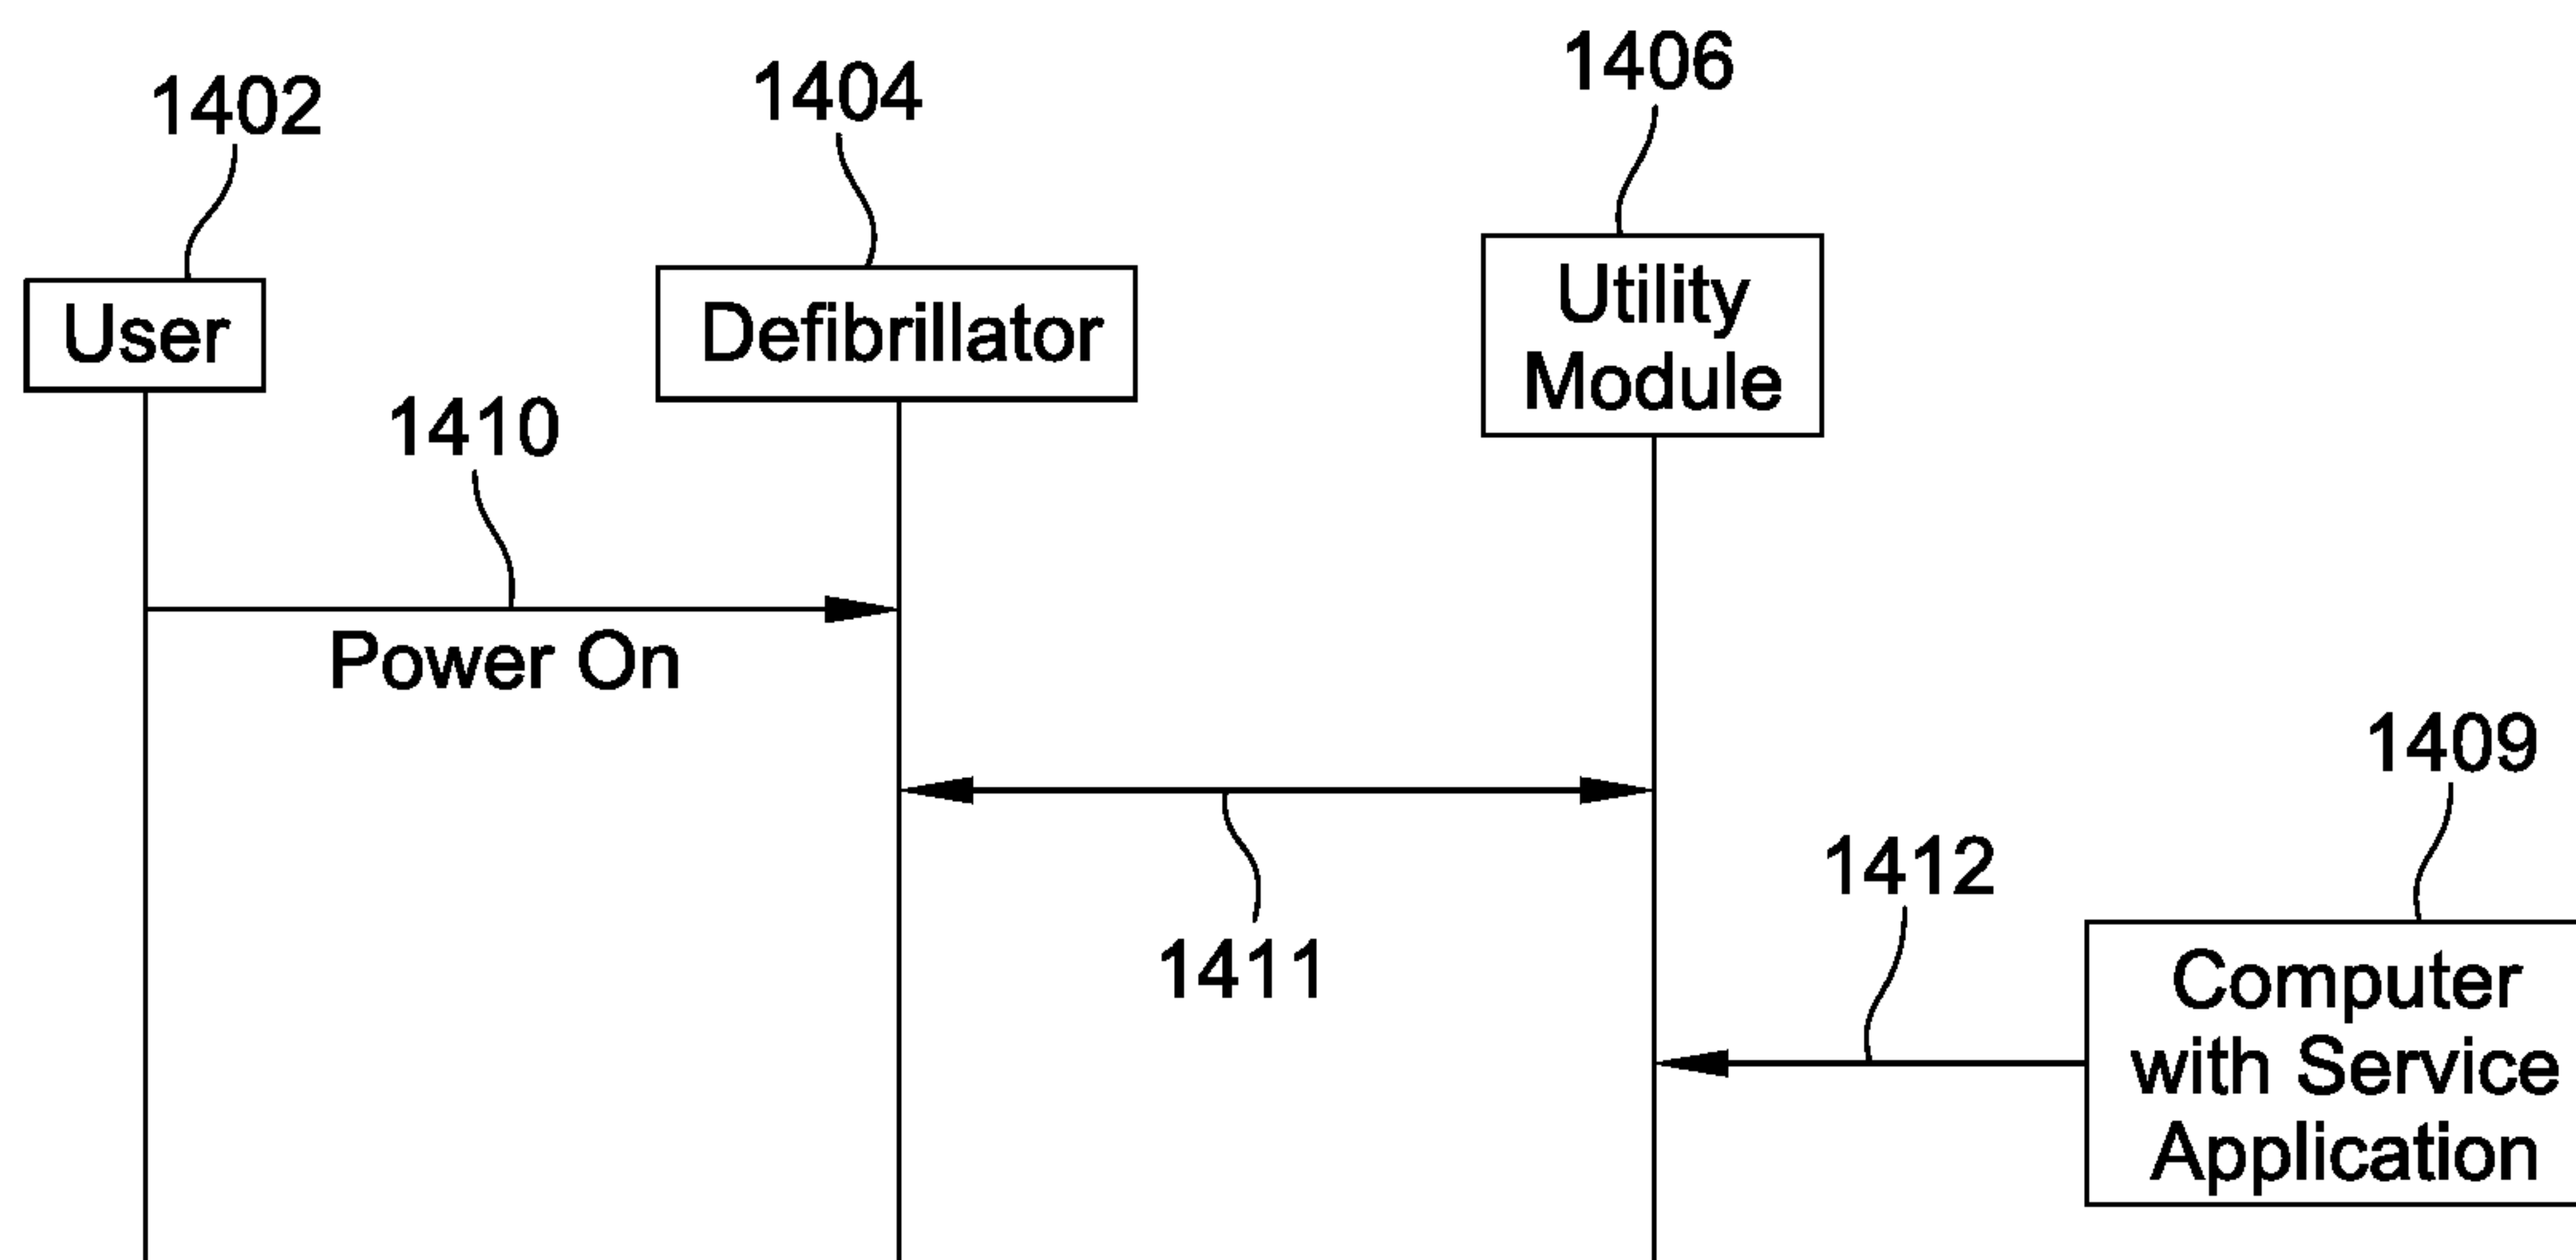 1402
1404
1406
User
Defibrillator
Utility
Module
1410
Power On
1409
1412
1411
Computer
with Service
Application